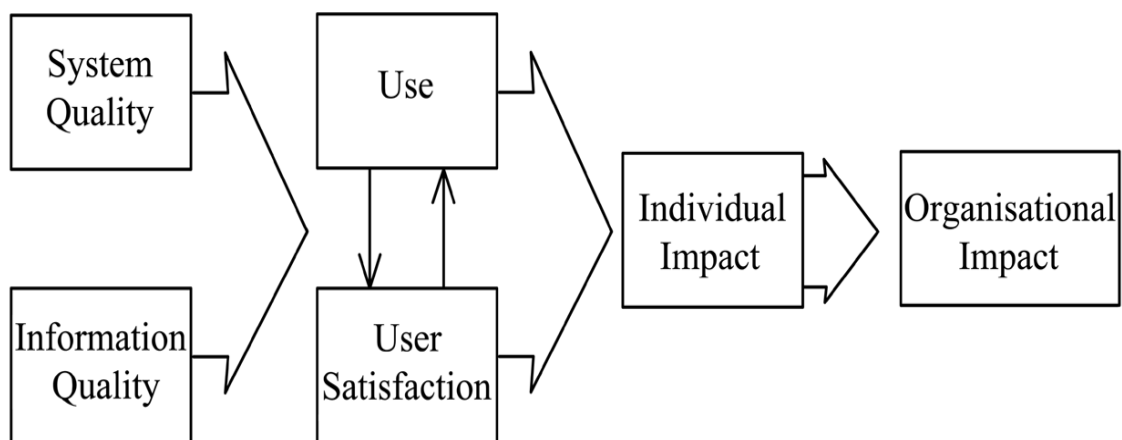 System
Quality
Use
Information
Quality
User
Satisfaction
Individual
Impact
Organisational
Impact